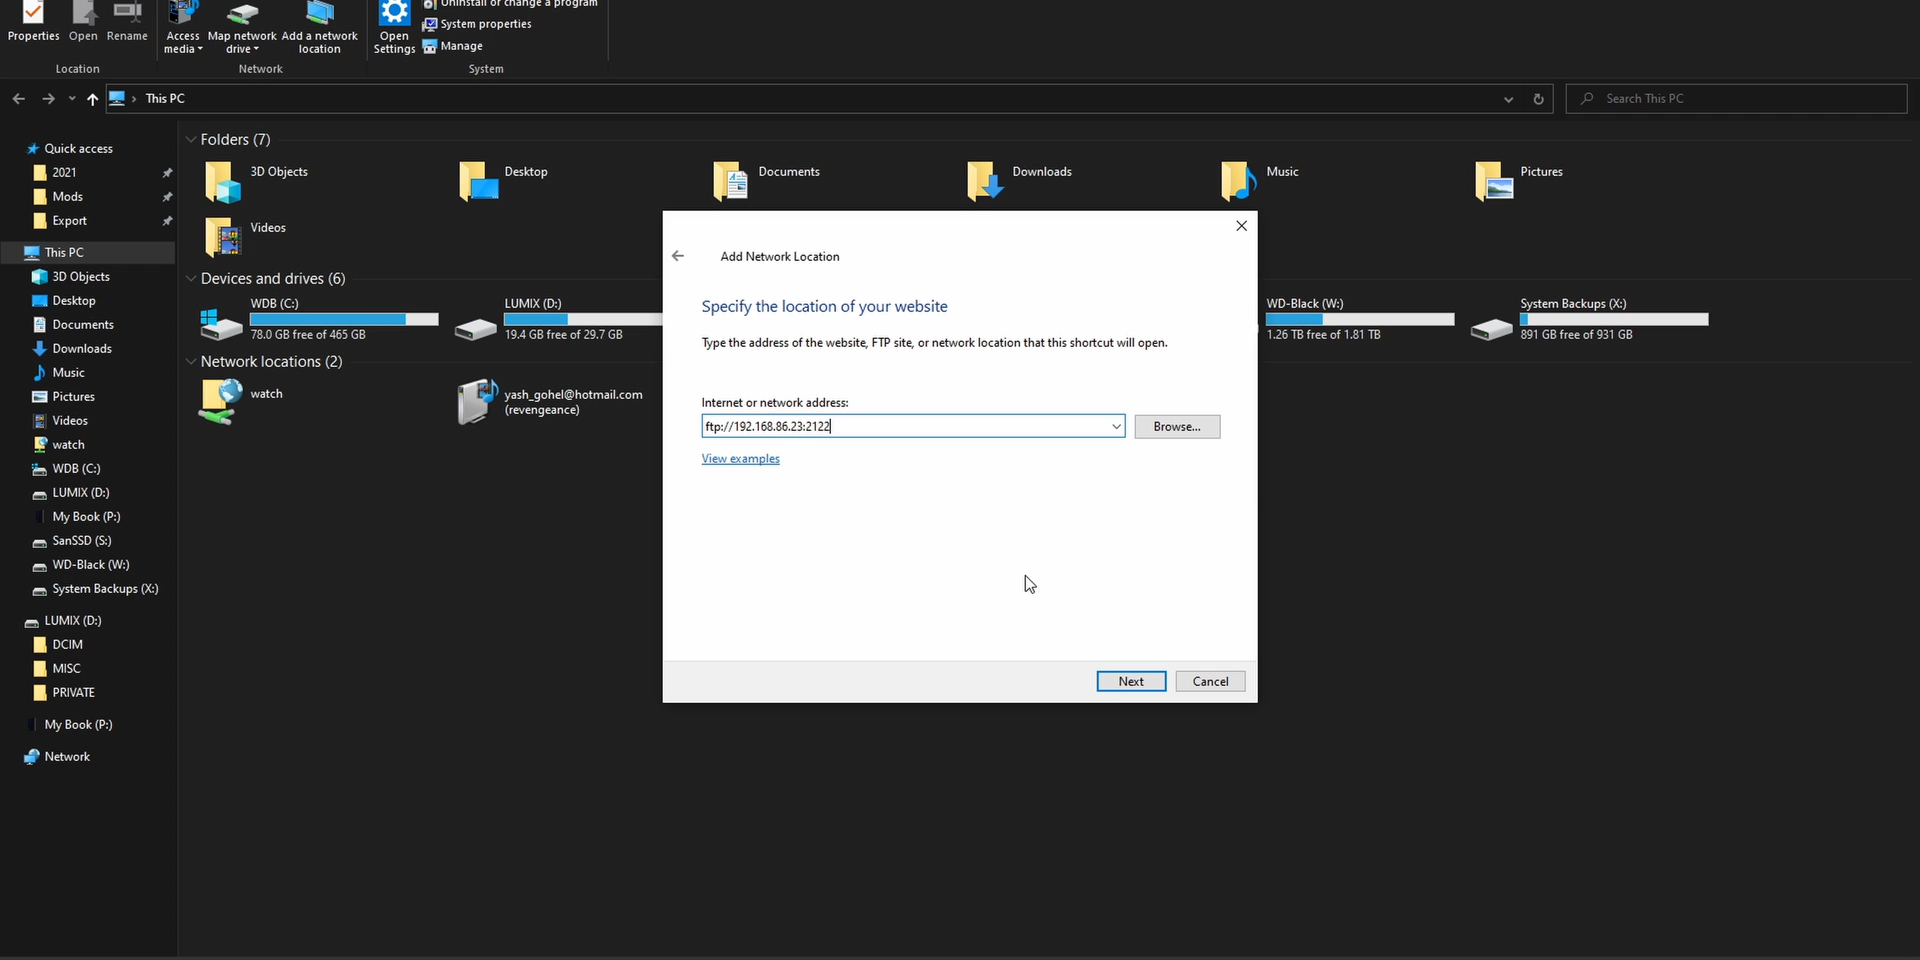 Uninstall or change a program
Properties Open Rename Access media Map network drive Add a network location Open Settings System properties
Manage
Location Network System
This PC Search This PC
Quick access
2021
Mods
Export
This PC
3D Objects
Desktop
Documents
Downloads
Music
Pictures
Videos
watch
WDB (C:)
LUMIX (D:)
My Book (P:)
SanSSD (S:)
WD-Black (W:)
System Backups (X:)
LUMIX (D:)
DCIM
MISC
PRIVATE
My Book (P:)
Network
Folders (7)
3D Objects Desktop Documents Downloads Music Pictures
Videos
Devices and drives (6)
WDB (C:)
78.0 GB free of 465 GB
LUMIX (D:)
19.4 GB free of 29.7 GB
WD-Black (W:)
1.26 TB free of 1.81 TB
System Backups (X:)
891 GB free of 931 GB
Network locations (2)
watch
yash_gohel@hotmail.com
(revengeance)
Add Network Location
Specify the location of your website
Type the address of the website, FTP site, or network location that this shortcut will open.
Internet or network address:
ftp://192.168.86.23:2122
Browse...
View examples
Next Cancel